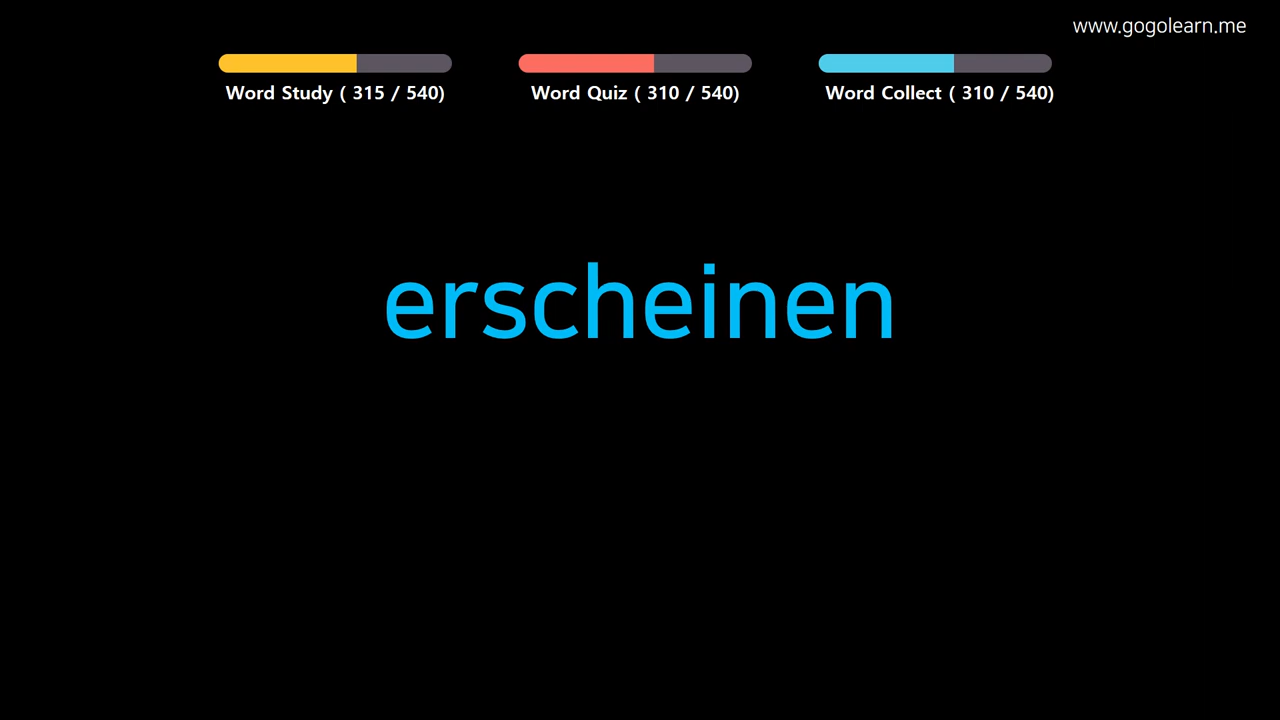 www.gogolearn.me
Word Study ( 315 / 540)
Word Quiz ( 310 / 540)
Word Collect ( 310 / 540)
erscheinen